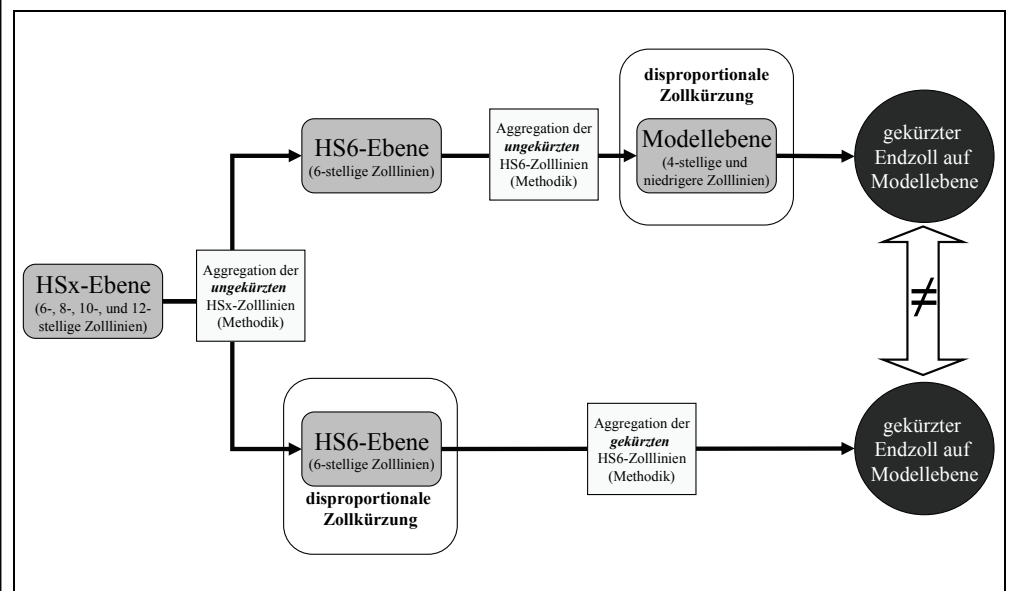 disproportionale
Zollkürzung
HS6-Ebene
(6-stellige Zolllinien)
Aggregation der
ungekürzten
HS6-Zolllinien
(Methodik)
Modellebene
(4-stellige und
niedrigere Zolllinien)
gekürzter
Endzoll auf
Modellebene
HSx-Ebene
(6-, 8-, 10-, und 12-
stellige Zolllinien)
Aggregation der
ungekürzten
HSx-Zolllinien
(Methodik)
≠
HS6-Ebene
(6-stellige Zolllinien)
disproportionale
Zollkürzung
Aggregation der
gekürzten
HS6-Zolllinien
(Methodik)
gekürzter
Endzoll auf
Modellebene